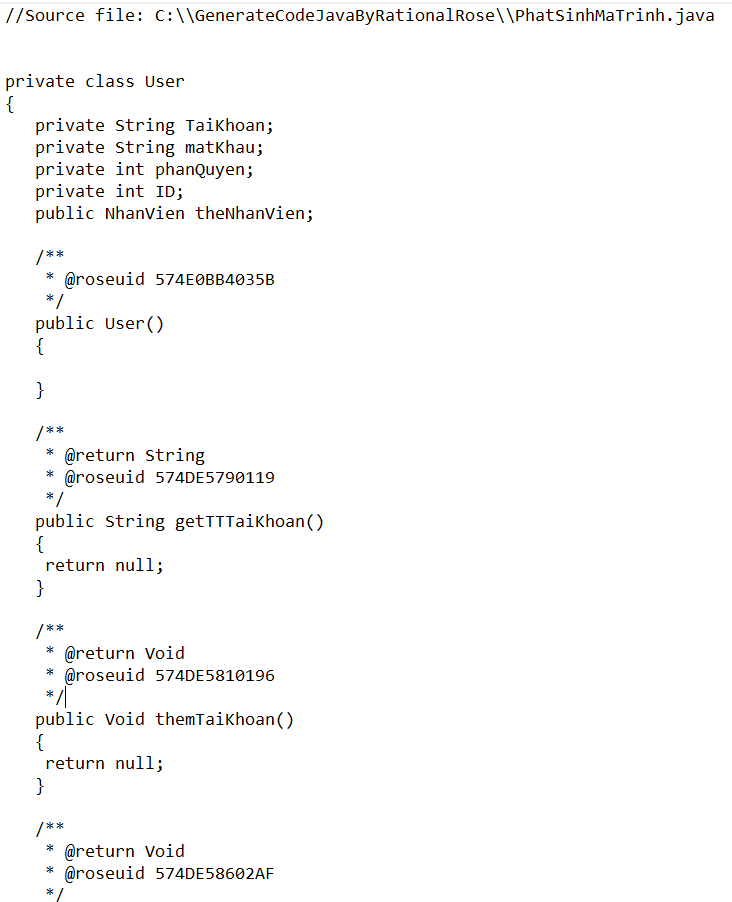 //Source file: C:\\GenerateCodeJavaByRationalRose\\PhatSinhMaTrinh.java
private class User
{
private String TaiKhoan;
private String matKhau;
private int phanQuyen;
private int ID;
public NhanVien theNhanVien;
/**
* @roseuid 574E0BB4035B
*/
public User()
{
}
/**
* @return String
* @roseuid 574DE5790119
*/
public String getTTTaiKhoan()
{
return null;
}
/**
* @return Void
* @roseuid 574DE5810196
*/
public Void themTaiKhoan()
{
return null;
}
/**
* @return Void
* @roseuid 574DE58602AF
*/